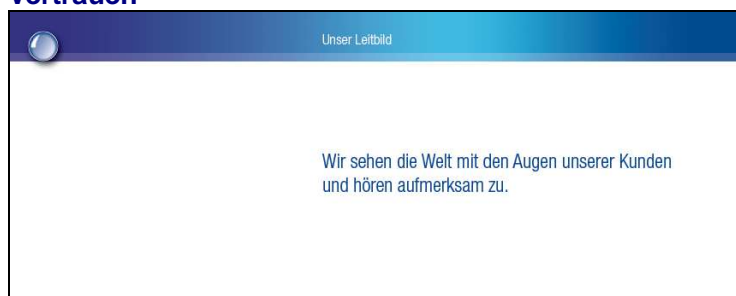 Vertrauen
Unser Leitbild
Wir sehen die Welt mit den Augen unserer Kunden
und hören aufmerksam zu.